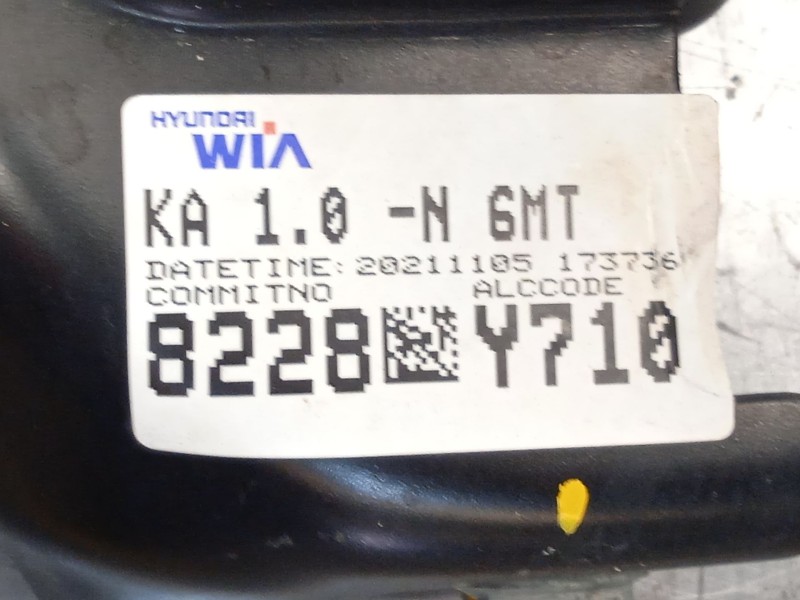 HYUNDAI
WIA
KA 1.0 -N 6MT
DATETIME: 20211105 173736
COMMITNO ALCCODE
8228 Y710